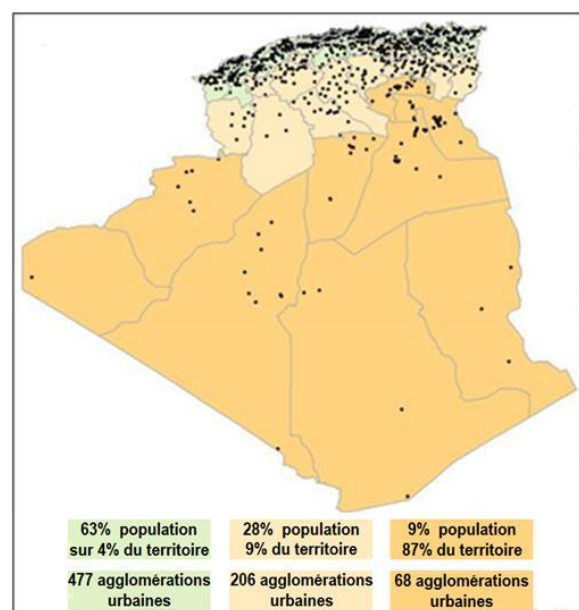 63% population
sur 4% du territoire
28% population
9% du territoire
9% population
87% du territoire
477 agglomérations
urbaines
206 agglomérations
urbaines
68 agglomérations
urbaines